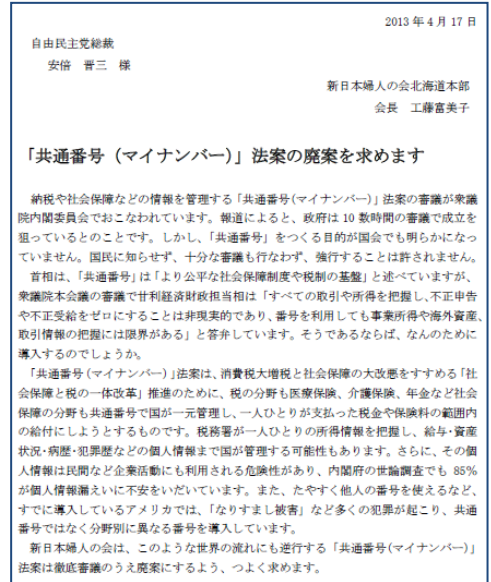 2013 年 4 月 17 日
自由民主党総裁
安倍 晋三 様
新日本婦人の会北海道本部
会長 工藤富美子
「共通番号（マイナンバー）」法案の廃案を求めます
納税や社会保障などの情報を管理する「共通番号(マイナンバー)」法案の審議が衆議
院内閣委員会でおこなわれています。報道によると、政府は 10 数時間の審議で成立を
狙っているとのことです。しかし、「共通番号」をつくる目的が国会でも明らかになっ
ていません。国民に知らせず、十分な審議も行なわず、強行することは許されません。
首相は、「共通番号」は「より公平な社会保障制度や税制の基盤」と述べていますが、
衆議院本会議の審議で甘利経済財政担当相は「すべての取引や所得を把握し、不正申告
や不正受給をゼロにすることは非現実的であり、番号を利用しても事業所得や海外資産、
取引情報の把握には限界がある」と答弁しています。そうであるならば、なんのために
導入するのでしょうか。
「共通番号(マイナンバー)」法案は、消費税大増税と社会保障の大改悪をすすめる「社
会保障と税の一体改革」推進のために、税の分野も医療保険、介護保険、年金など社会
保障の分野も共通番号で国が一元管理し、一人ひとりが支払った税金や保険料の範囲内
の給付にしようとするものです。税務署が一人ひとりの所得情報を把握し、給与・資産
状況・病歴・犯罪歴などの個人情報まで国が管理する可能性もあります。さらに、その個
人情報は民間など企業活動にも利用される危険性があり、内閣府の世論調査でも 85%
が個人情報漏えいに不安をいだいています。また、たやすく他人の番号を使えるなど、
すでに導入しているアメリカでは、「なりすまし被害」など多くの犯罪が起こり、共通
番号ではなく分野別に異なる番号を導入しています。
新日本婦人の会は、このような世界の流れにも逆行する「共通番号(マイナンバー)」
法案は徹底審議のうえ廃案にするよう、つよく求めます。